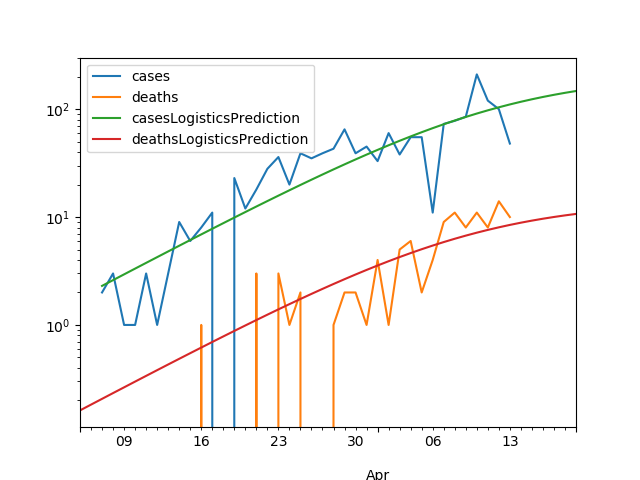 cases
deaths
casesLogisticsPrediction
deathsLogisticsPrediction
10²
10¹
10⁰
09 16 23 30 06 13
Apr